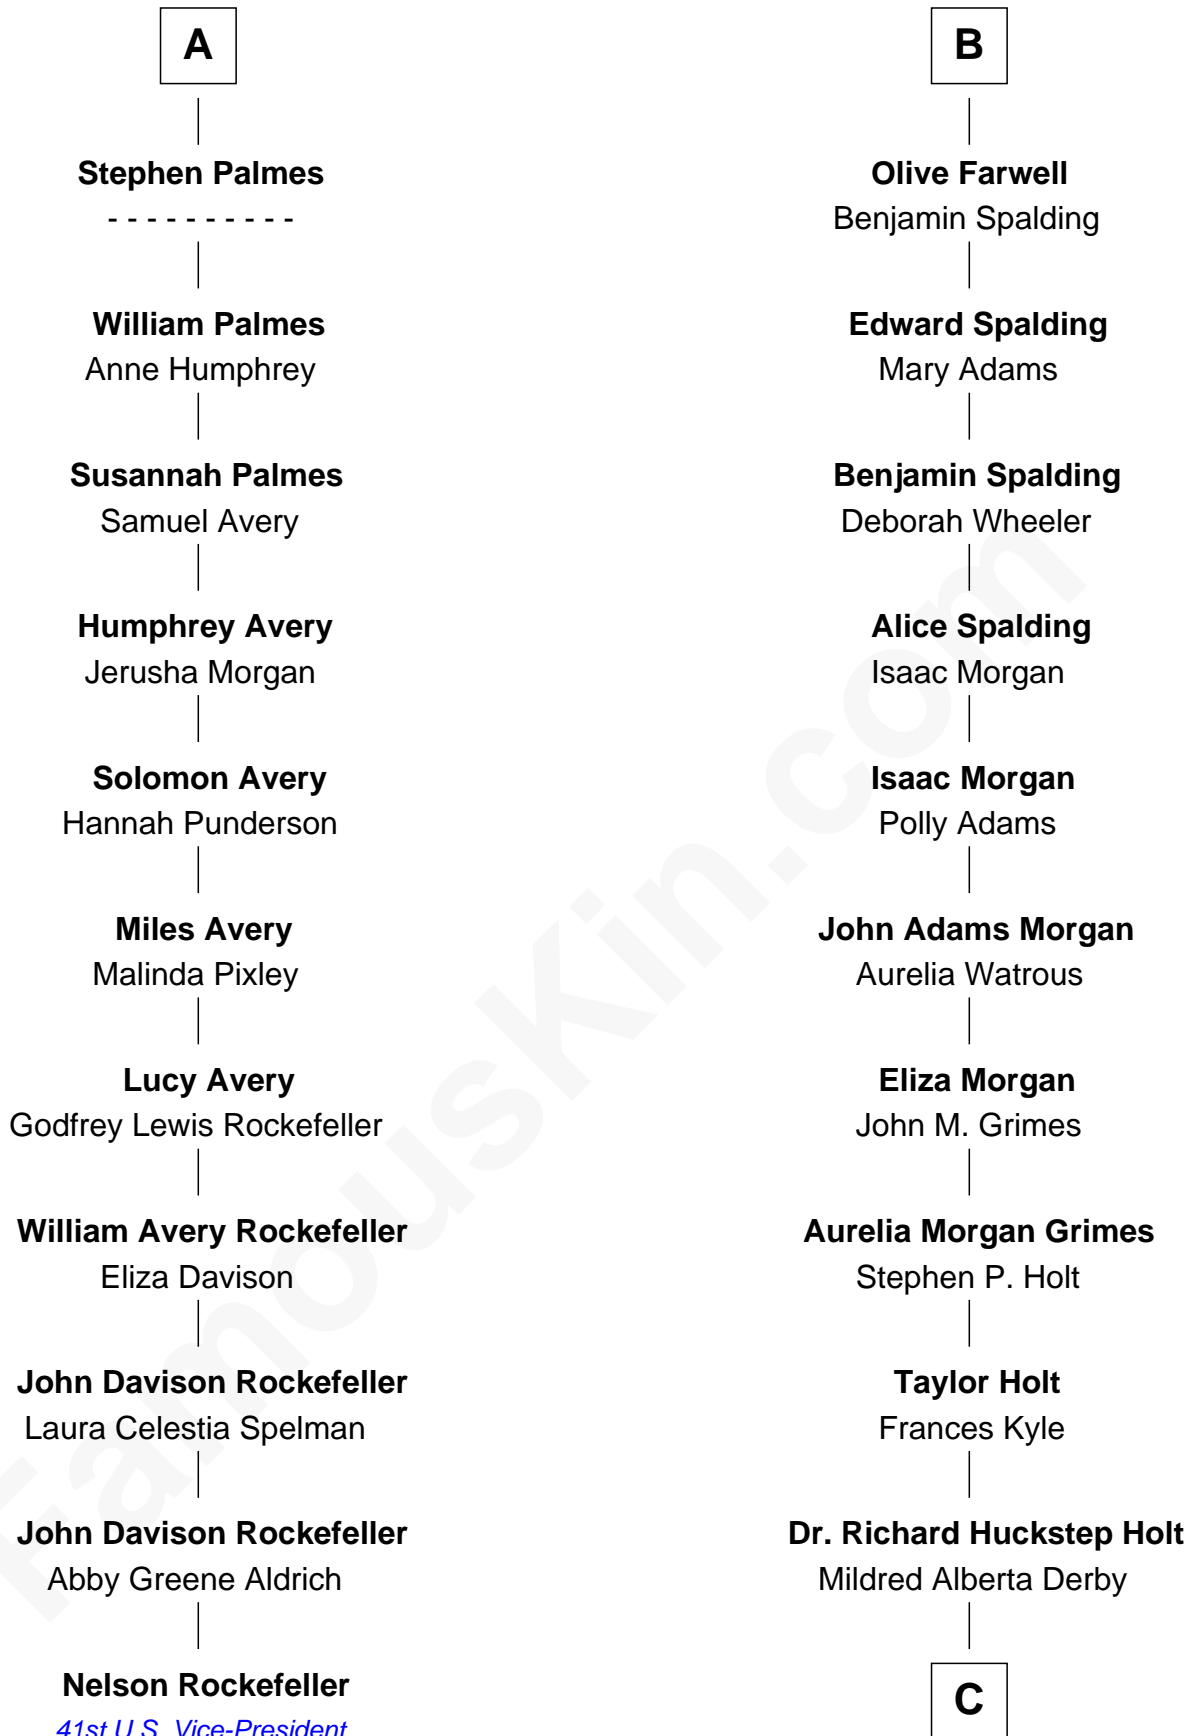 A
Stephen Palmes
- - - - - - - - - -
William Palmes
Anne Humphrey
Susannah Palmes
Samuel Avery
Humphrey Avery
Jerusha Morgan
Solomon Avery
Hannah Punderson
Miles Avery
Malinda Pixley
Lucy Avery
Godfrey Lewis Rockefeller
William Avery Rockefeller
Eliza Davison
John Davison Rockefeller
Laura Celestia Spelman
John Davison Rockefeller
Abby Greene Aldrich
Nelson Rockefeller
41st U.S. Vice-President
B
Olive Farwell
Benjamin Spalding
Edward Spalding
Mary Adams
Benjamin Spalding
Deborah Wheeler
Alice Spalding
Isaac Morgan
Isaac Morgan
Polly Adams
John Adams Morgan
Aurelia Watrous
Eliza Morgan
John M. Grimes
Aurelia Morgan Grimes
Stephen P. Holt
Taylor Holt
Frances Kyle
Dr. Richard Huckstep Holt
Mildred Alberta Derby
C
FamousKin.com